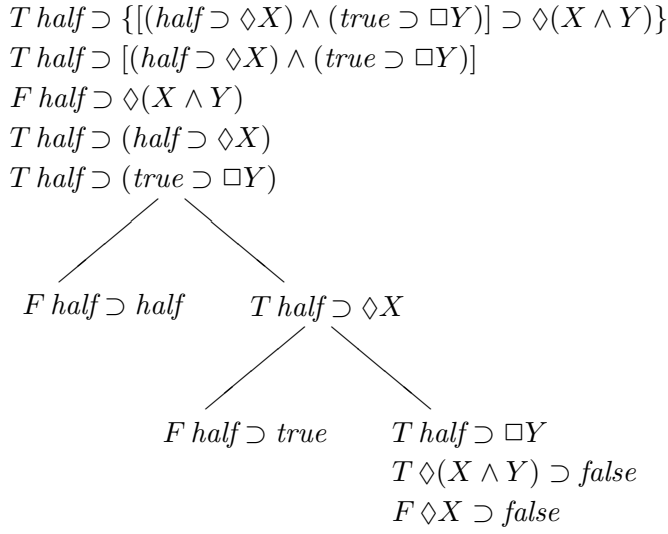 T half ⊃ {[(half ⊃ ◊X) ∧ (true ⊃ □Y)] ⊃ ◊(X ∧ Y)}
T half ⊃ [(half ⊃ ◊X) ∧ (true ⊃ □Y)]
F half ⊃ ◊(X ∧ Y)
T half ⊃ (half ⊃ ◊X)
T half ⊃ (true ⊃ □Y)
F half ⊃ half
T half ⊃ ◊X
F half ⊃ true
T half ⊃ □Y
T ◊(X ∧ Y) ⊃ false
F ◊X ⊃ false